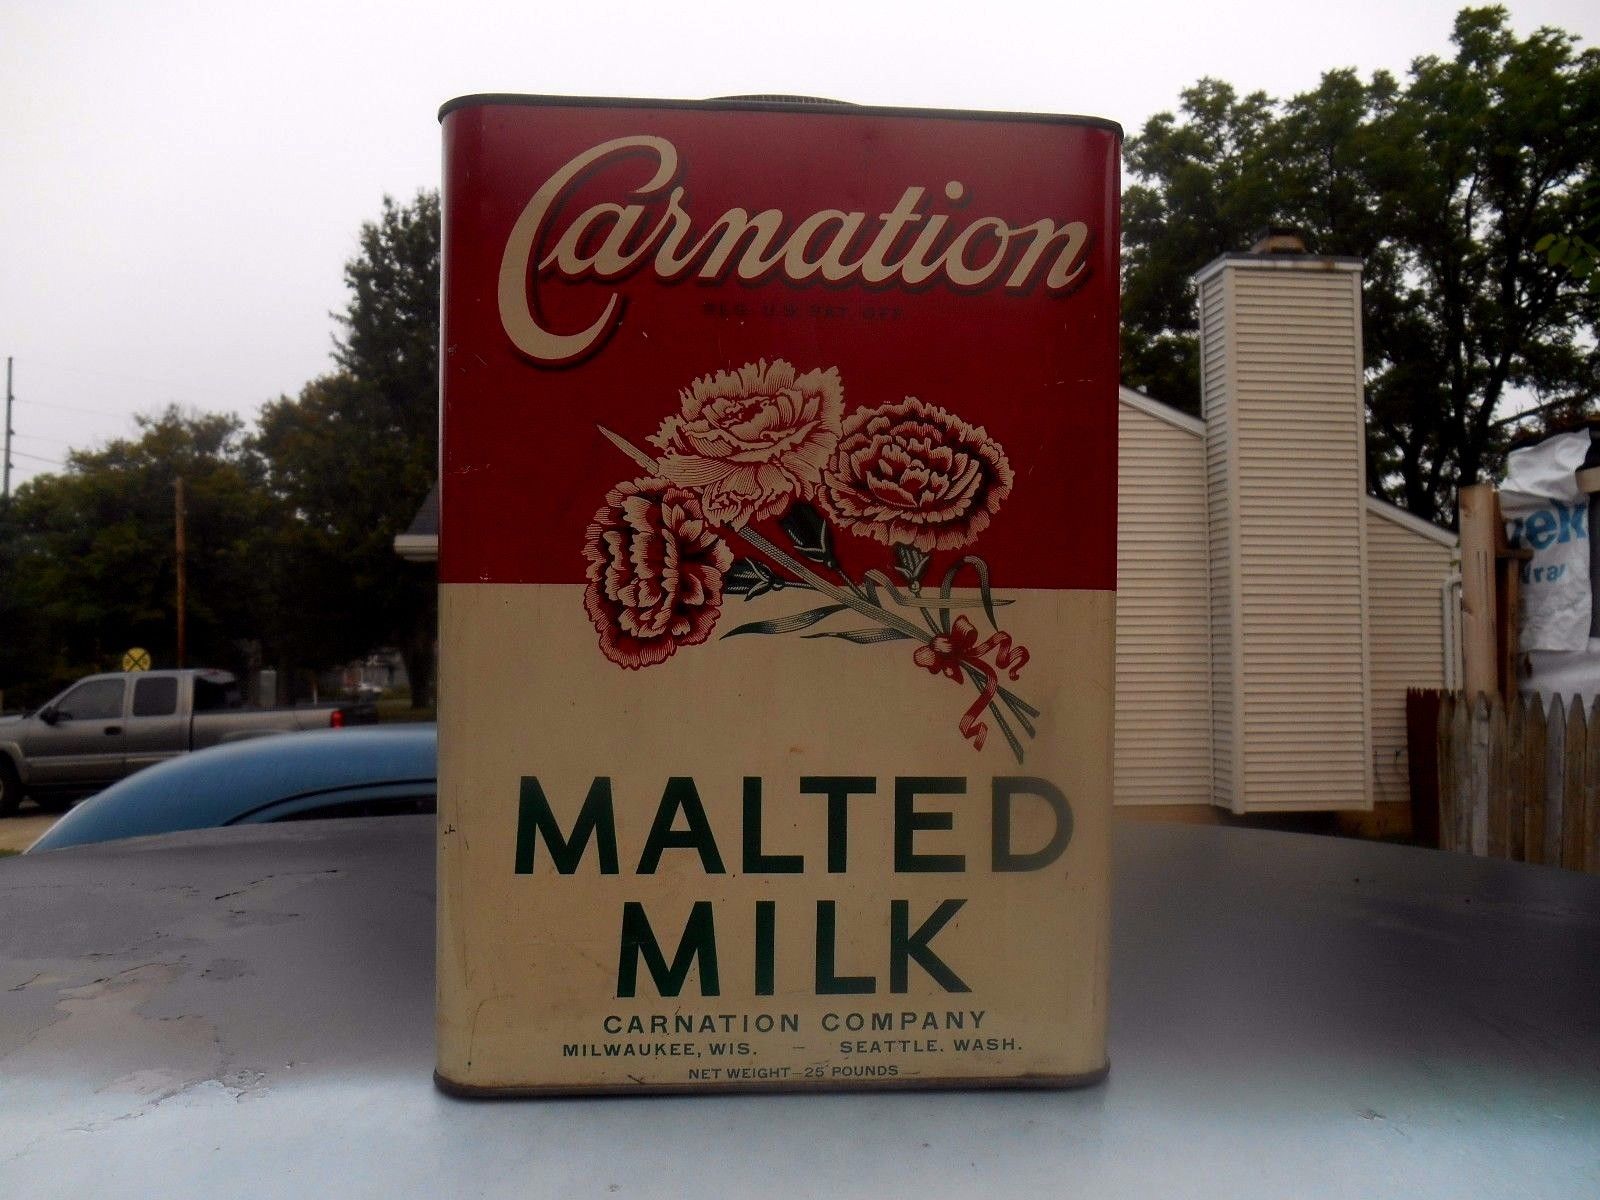 Carnation
REG. U.S. PAT. OFF.
MALTED
MILK
CARNATION COMPANY
MILWAUKEE, WIS. — SEATTLE. WASH.
NET WEIGHT—25 POUNDS